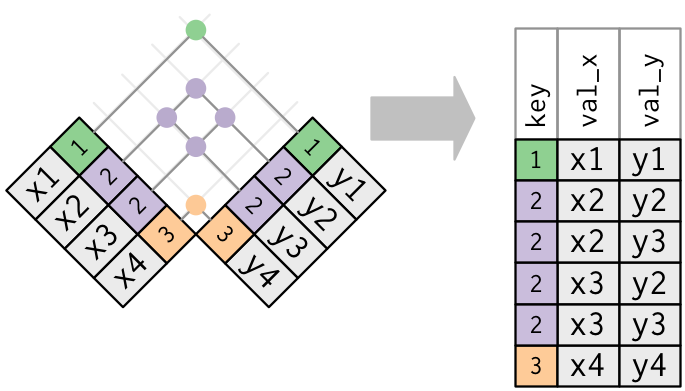 1 x1
2 x2
2 x3
3 x4
1 y1
2 y2
2 y3
3 y4
key val_x val_y
1 x1 y1
2 x2 y2
2 x2 y3
2 x3 y2
2 x3 y3
3 x4 y4